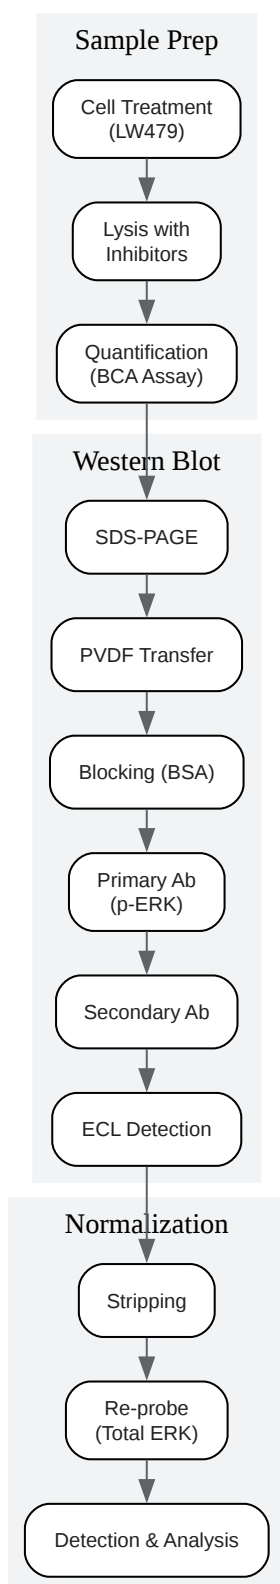 Sample Prep
Cell Treatment
(LW479)
Lysis with
Inhibitors
Quantification
(BCA Assay)
Western Blot
SDS-PAGE
PVDF Transfer
Blocking (BSA)
Primary Ab
(p-ERK)
Secondary Ab
ECL Detection
Normalization
Stripping
Re-probe
(Total ERK)
Detection & Analysis